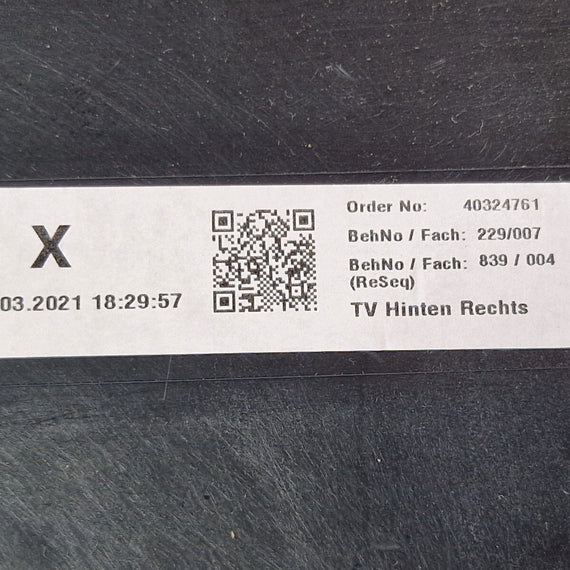 X
03.2021 18:29:57
Order No: 40324761
BehNo / Fach: 229/007
BehNo / Fach: 839 / 004
(ReSeq)
TV Hinten Rechts